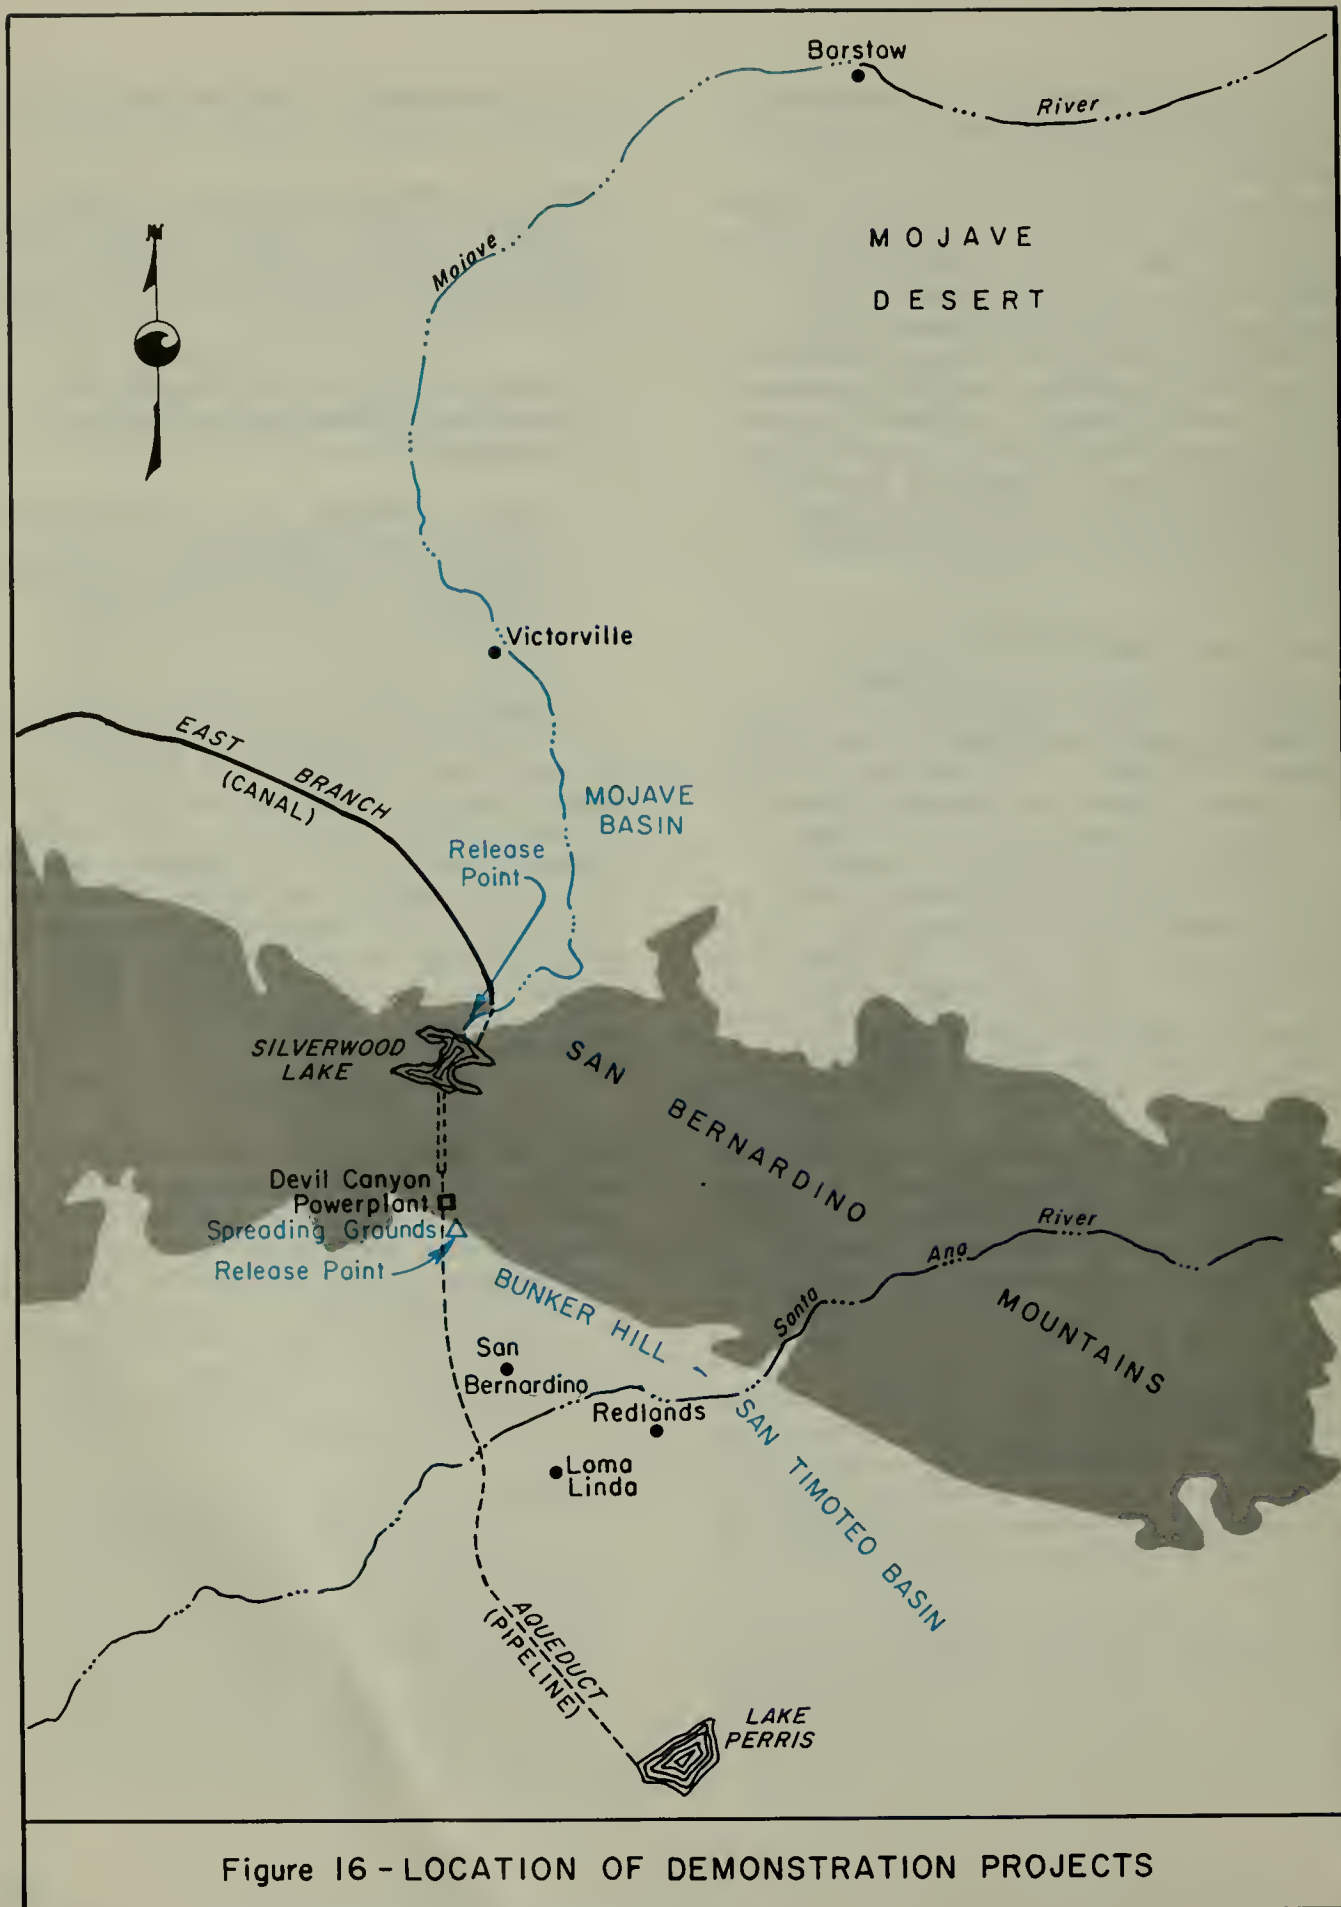 Barstow
River
Mojave
MOJAVE
DESERT
N
Victorville
EAST BRANCH
(CANAL)
MOJAVE
BASIN
Release
Point
SILVERWOOD
LAKE
SAN BERNARDINO
MOUNTAINS
Devil Canyon
Powerplant
Spreading Grounds
Release Point
Santa Ana River
BUNKER HILL - SAN TIMOTEO BASIN
San
Bernardino
Redlands
Loma
Linda
AQUEDUCT
(PIPELINE)
LAKE
PERRIS
Figure 16 - LOCATION OF DEMONSTRATION PROJECTS